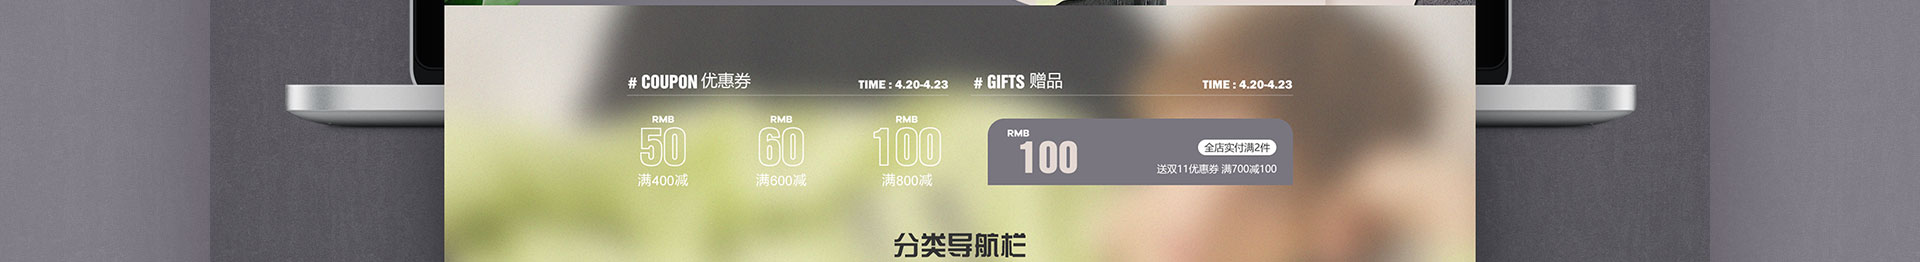 # COUPON 优惠券
TIME : 4.20-4.23
# GIFTS 赠品
TIME : 4.20-4.23
RMB
50
满400减
RMB
60
满600减
RMB
100
满800减
RMB
100
全店实付满2件
送双11优惠券 满700减100
分类导航栏